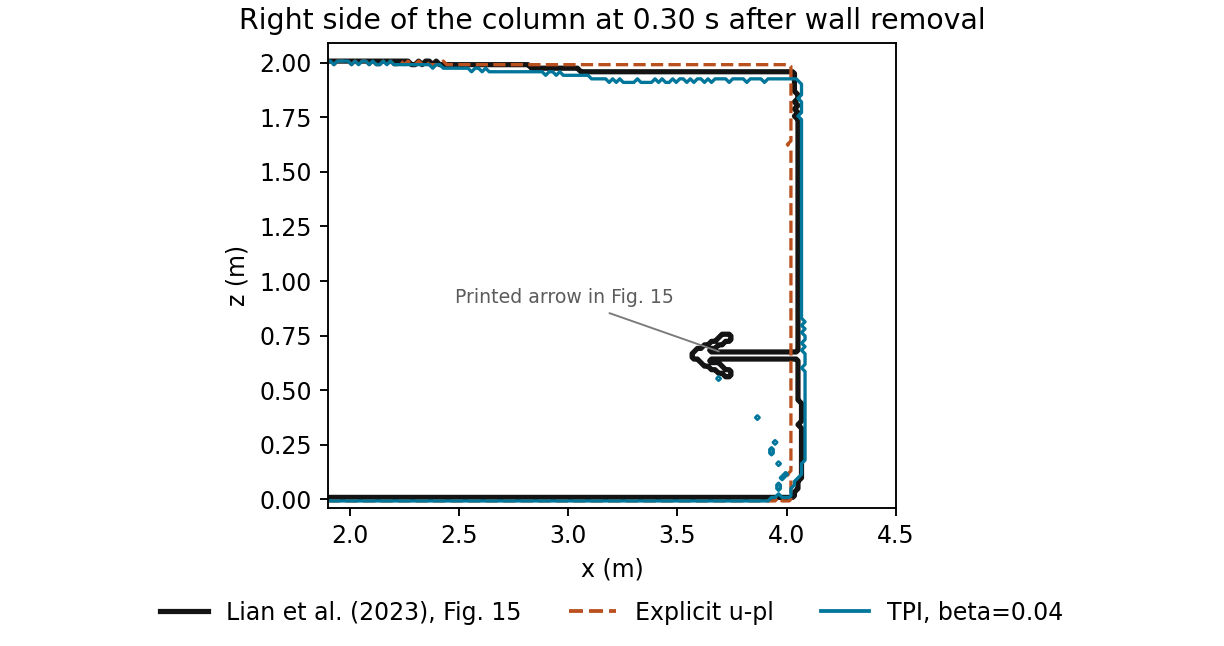 Right side of the column at 0.30 s after wall removal
2.00
1.75
1.50
1.25
1.00
0.75
0.50
0.25
0.00
z (m)
Printed arrow in Fig. 15
2.0 2.5 3.0 3.5 4.0 4.5
x (m)
Lian et al. (2023), Fig. 15 Explicit u-pl TPI, beta=0.04